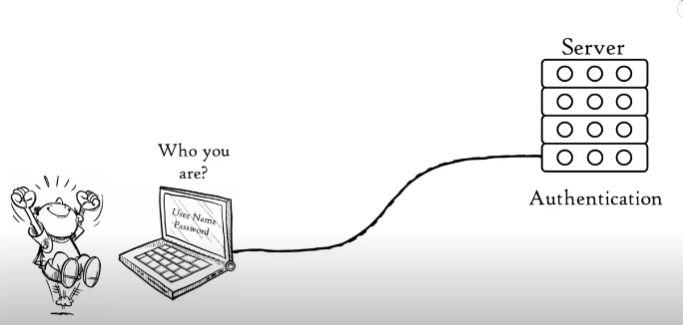 Server
Who you
are?
User Name
Password
Authentication